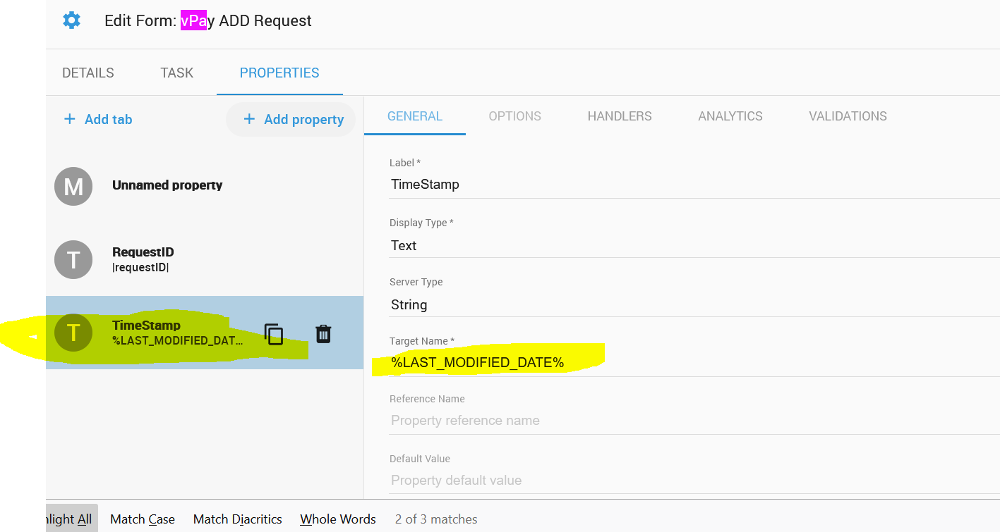 Edit Form: vPay ADD Request
DETAILS TASK PROPERTIES
+ Add tab + Add property
GENERAL OPTIONS HANDLERS ANALYTICS VALIDATIONS
M Unnamed property
T RequestID
|requestID|
T TimeStamp
%LAST_MODIFIED_DAT...
Label *
TimeStamp
Display Type *
Text
Server Type
String
Target Name *
%LAST_MODIFIED_DATE%
Reference Name
Property reference name
Default Value
Property default value
hlight All Match Case Match Diacritics Whole Words 2 of 3 matches